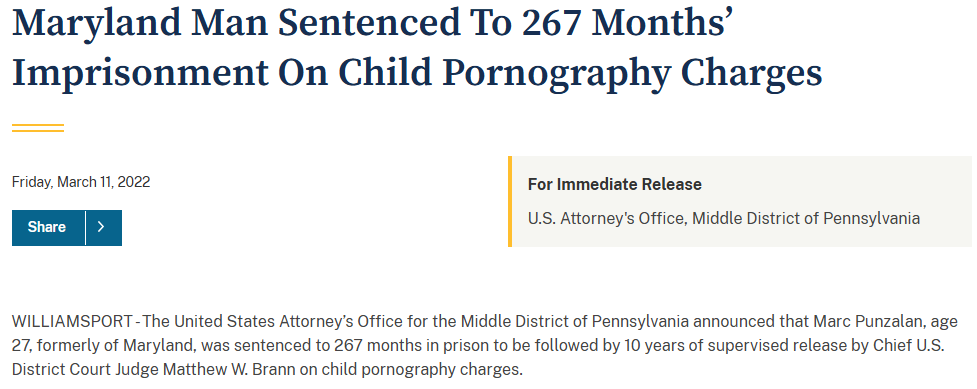 Maryland Man Sentenced To 267 Months’
Imprisonment On Child Pornography Charges
Friday, March 11, 2022
Share
For Immediate Release
U.S. Attorney's Office, Middle District of Pennsylvania
WILLIAMSPORT - The United States Attorney’s Office for the Middle District of Pennsylvania announced that Marc Punzalan, age
27, formerly of Maryland, was sentenced to 267 months in prison to be followed by 10 years of supervised release by Chief U.S.
District Court Judge Matthew W. Brann on child pornography charges.